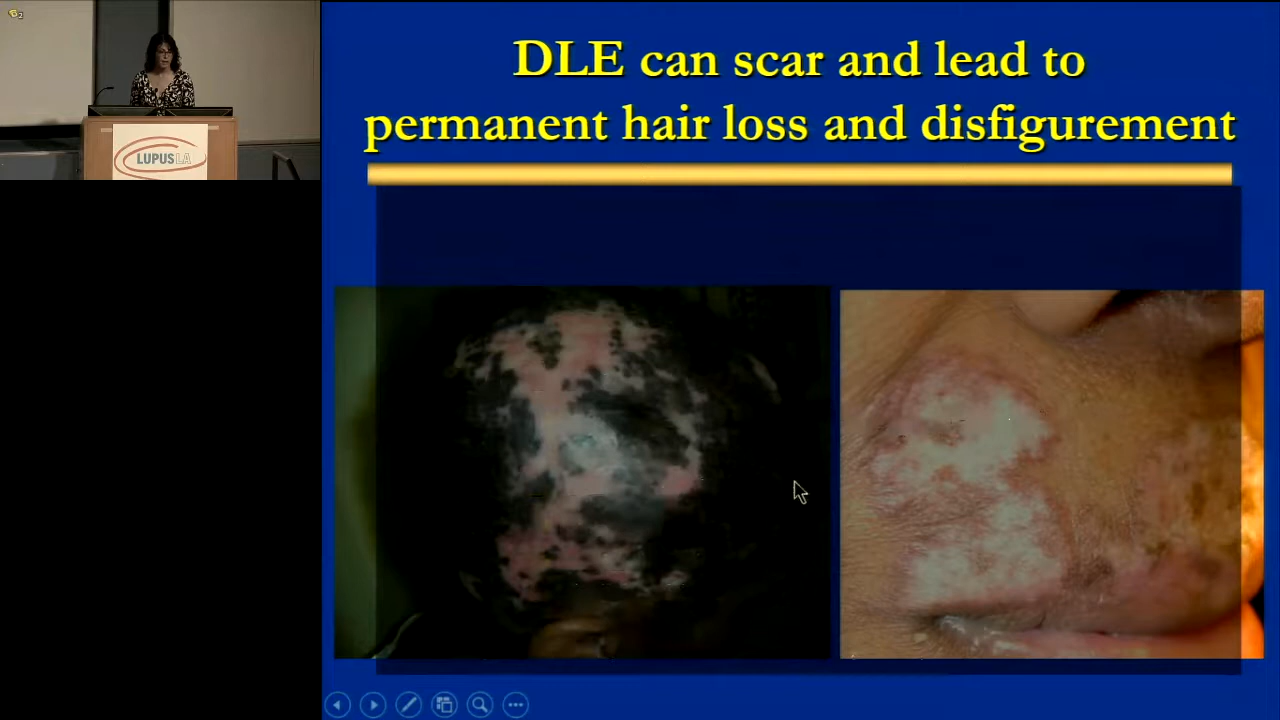 DLE can scar and lead to
permanent hair loss and disfigurement
LUPUS LA